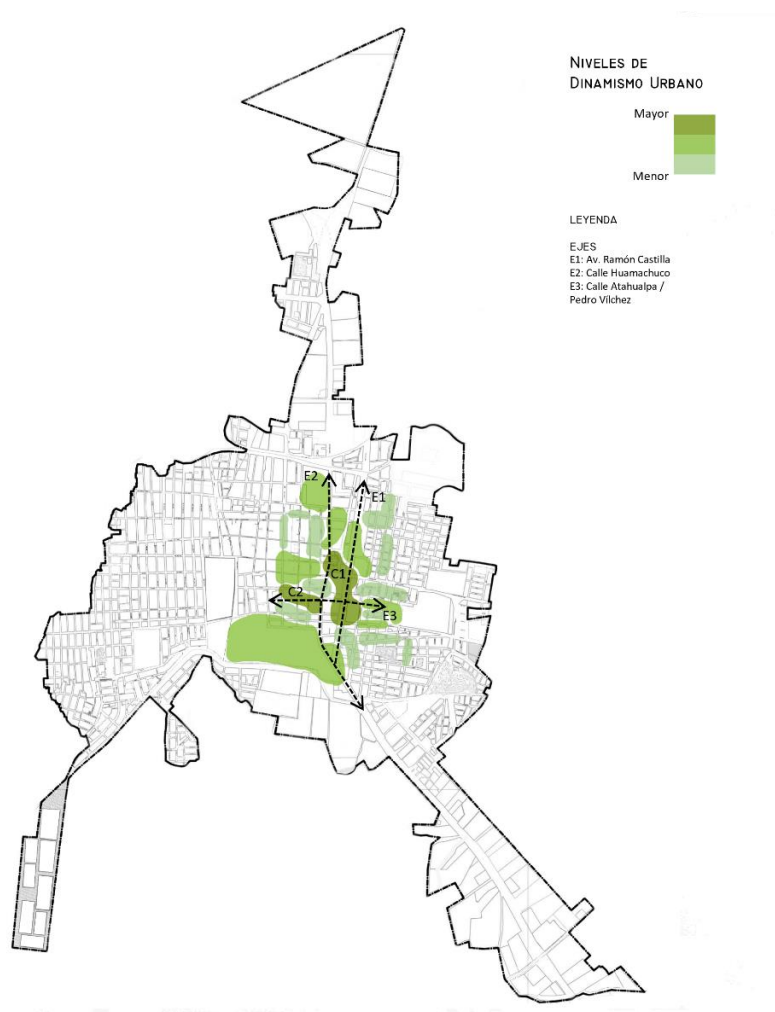 NIVELES DE
DINAMISMO URBANO
Mayor
Menor
LEYENDA
EJES
E1: Av. Ramón Castilla
E2: Calle Huamachuco
E3: Calle Atahualpa /
Pedro Vílchez
E2
E1
C1
C2
E3